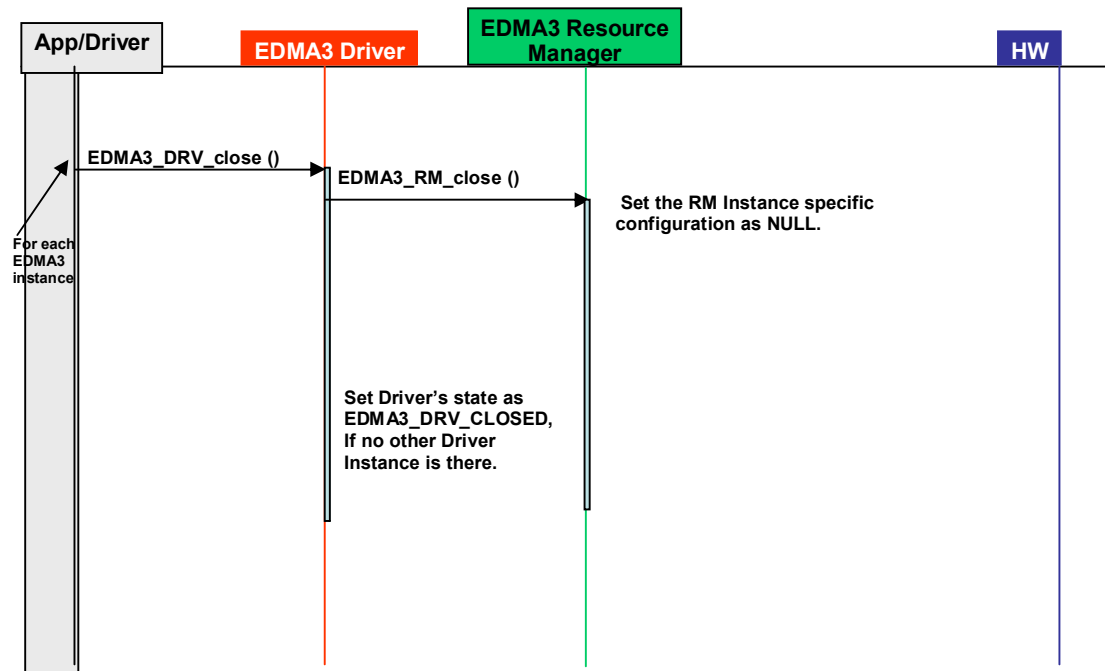 App/Driver
EDMA3 Driver
EDMA3 Resource
Manager
HW
EDMA3_DRV_close ()
EDMA3_RM_close ()
Set the RM Instance specific
configuration as NULL.
For each
EDMA3
instance
Set Driver’s state as
EDMA3_DRV_CLOSED,
If no other Driver
Instance is there.